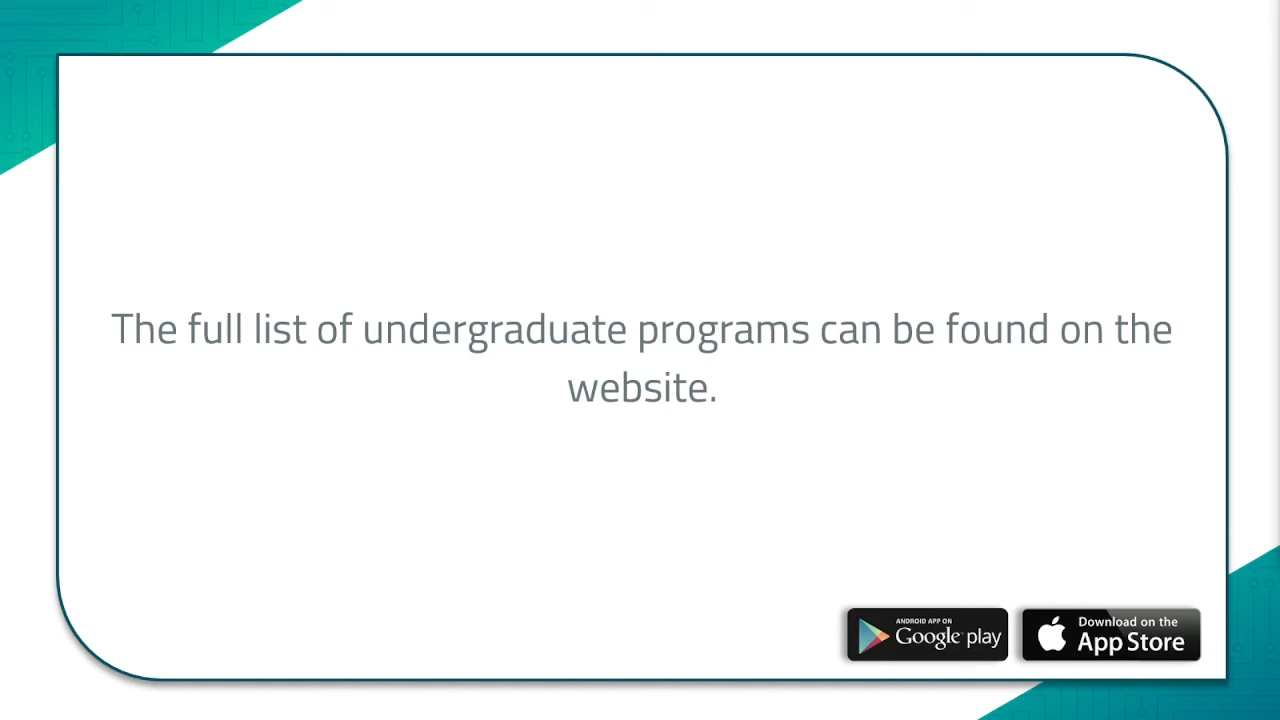 The full list of undergraduate programs can be found on the
website.
ANDROID APP ON
Google play
Download on the
App Store